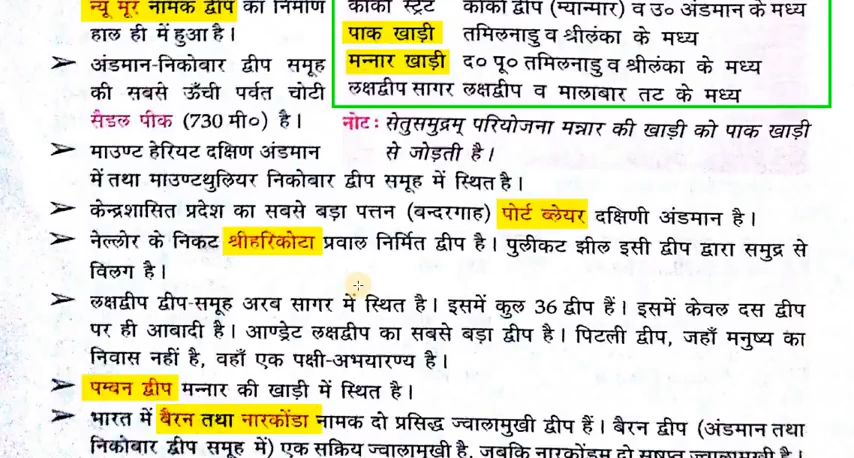 न्यू मूर नामक द्वीप का निर्माण
हाल ही में हुआ है।
➢ अंडमान-निकोबार द्वीप समूह
की सबसे ऊँची पर्वत चोटी
सैडल पीक (730 मी०) है।
➢ माउण्ट हेरियट दक्षिण अंडमान
कोको स्ट्रेट कोको द्वीप (म्यान्मार) व उ० अंडमान के मध्य
पाक खाड़ी तमिलनाडु व श्रीलंका के मध्य
मन्नार खाड़ी द० पू० तमिलनाडु व श्रीलंका के मध्य
लक्षद्वीप सागर लक्षद्वीप व मालाबार तट के मध्य
नोट : सेतुसमुद्रम् परियोजना मन्नार की खाड़ी को पाक खाड़ी
से जोड़ती है।
में तथा माउण्टथुलियर निकोबार द्वीप समूह में स्थित है।
➢ केन्द्रशासित प्रदेश का सबसे बड़ा पत्तन (बन्दरगाह) पोर्ट ब्लेयर दक्षिणी अंडमान है।
➢ नेल्लोर के निकट श्रीहरिकोटा प्रवाल निर्मित द्वीप है। पुलीकट झील इसी द्वीप द्वारा समुद्र से
विलग है।
➢ लक्षद्वीप द्वीप-समूह अरब सागर में स्थित है। इसमें कुल 36 द्वीप हैं। इसमें केवल दस द्वीप
पर ही आबादी है। आण्ड्रेट लक्षद्वीप का सबसे बड़ा द्वीप है। पिटली द्वीप, जहाँ मनुष्य का
निवास नहीं है, वहाँ एक पक्षी-अभयारण्य है।
➢ पम्बन द्वीप मन्नार की खाड़ी में स्थित है।
➢ भारत में बैरन तथा नारकोंडा नामक दो प्रसिद्ध ज्वालामुखी द्वीप हैं। बैरन द्वीप (अंडमान तथा
निकोबार द्वीप समूह में) एक सक्रिय ज्वालामुखी है, जबकि नारकोंडम दो सुषुप्त ज्वालामुखी है।